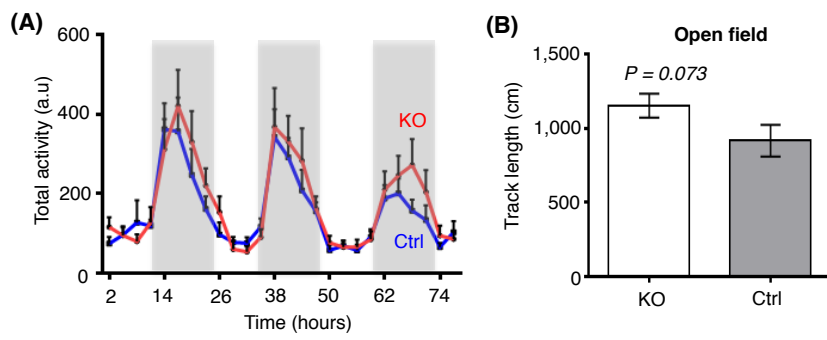 (A)
600
400
200
0
Total activity (a.u)
KO
Ctrl
2 14 26 38 50 62 74
Time (hours)
(B)
Open field
1,500
1,000
500
0
Track length (cm)
P = 0.073
KO Ctrl